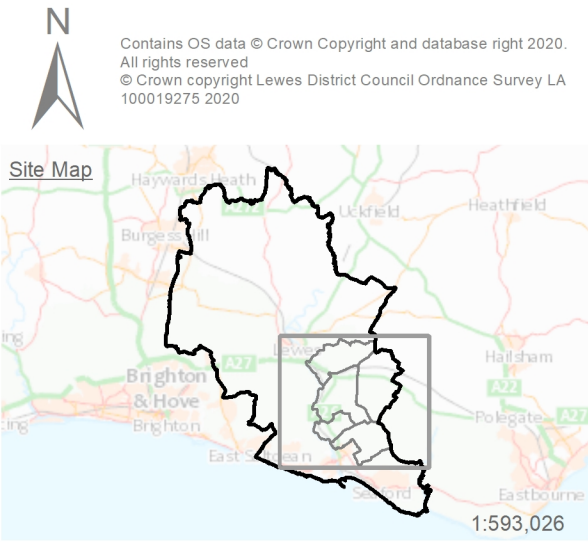 N
Contains OS data © Crown Copyright and database right 2020.
All rights reserved
© Crown copyright Lewes District Council Ordnance Survey LA
100019275 2020
Site Map
Haywards Heath
Uckfield
Heathfield
Burgess Hill
Lewes
A27
Hailsham
Brighton
& Hove
A22
Brighton
Polegate
A27
East Saltdean
Seaford
Eastbourne
1:593,026